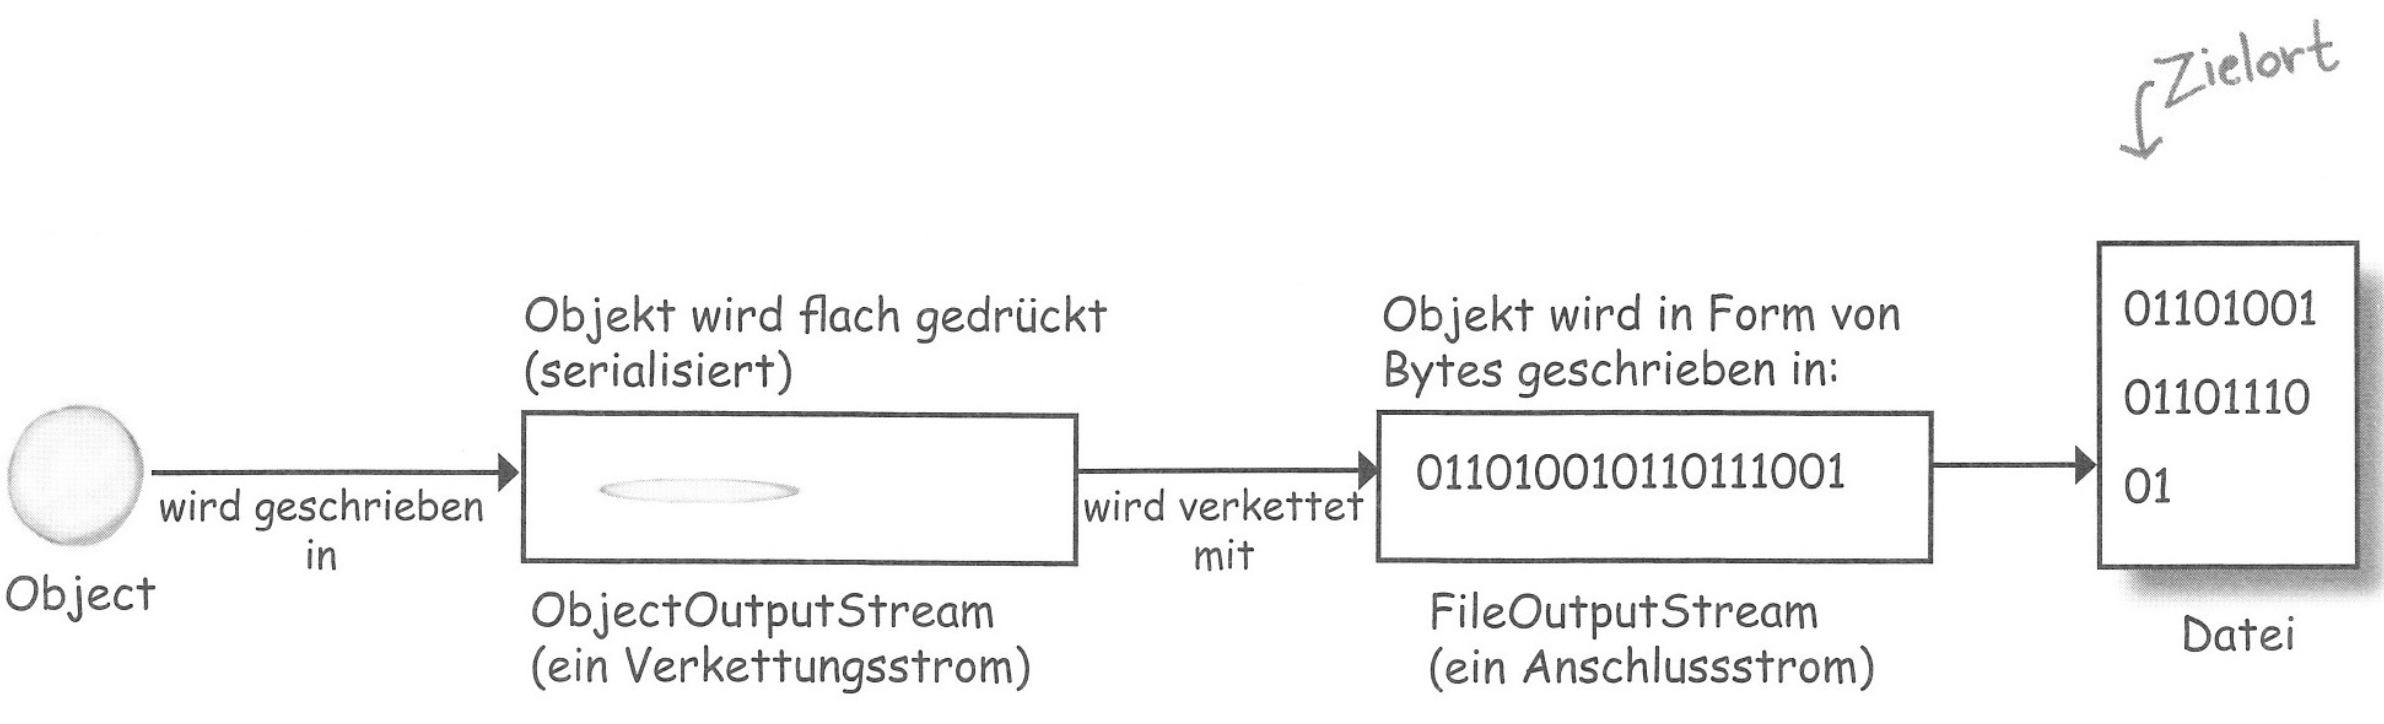 Zielort
Objekt wird flach gedrückt
(serialisiert)
Objekt wird in Form von
Bytes geschrieben in:
01101001
01101110
01
011010010110111001
wird geschrieben
in
wird verkettet
mit
Object
ObjectOutputStream
(ein Verkettungsstrom)
FileOutputStream
(ein Anschlussstrom)
Datei